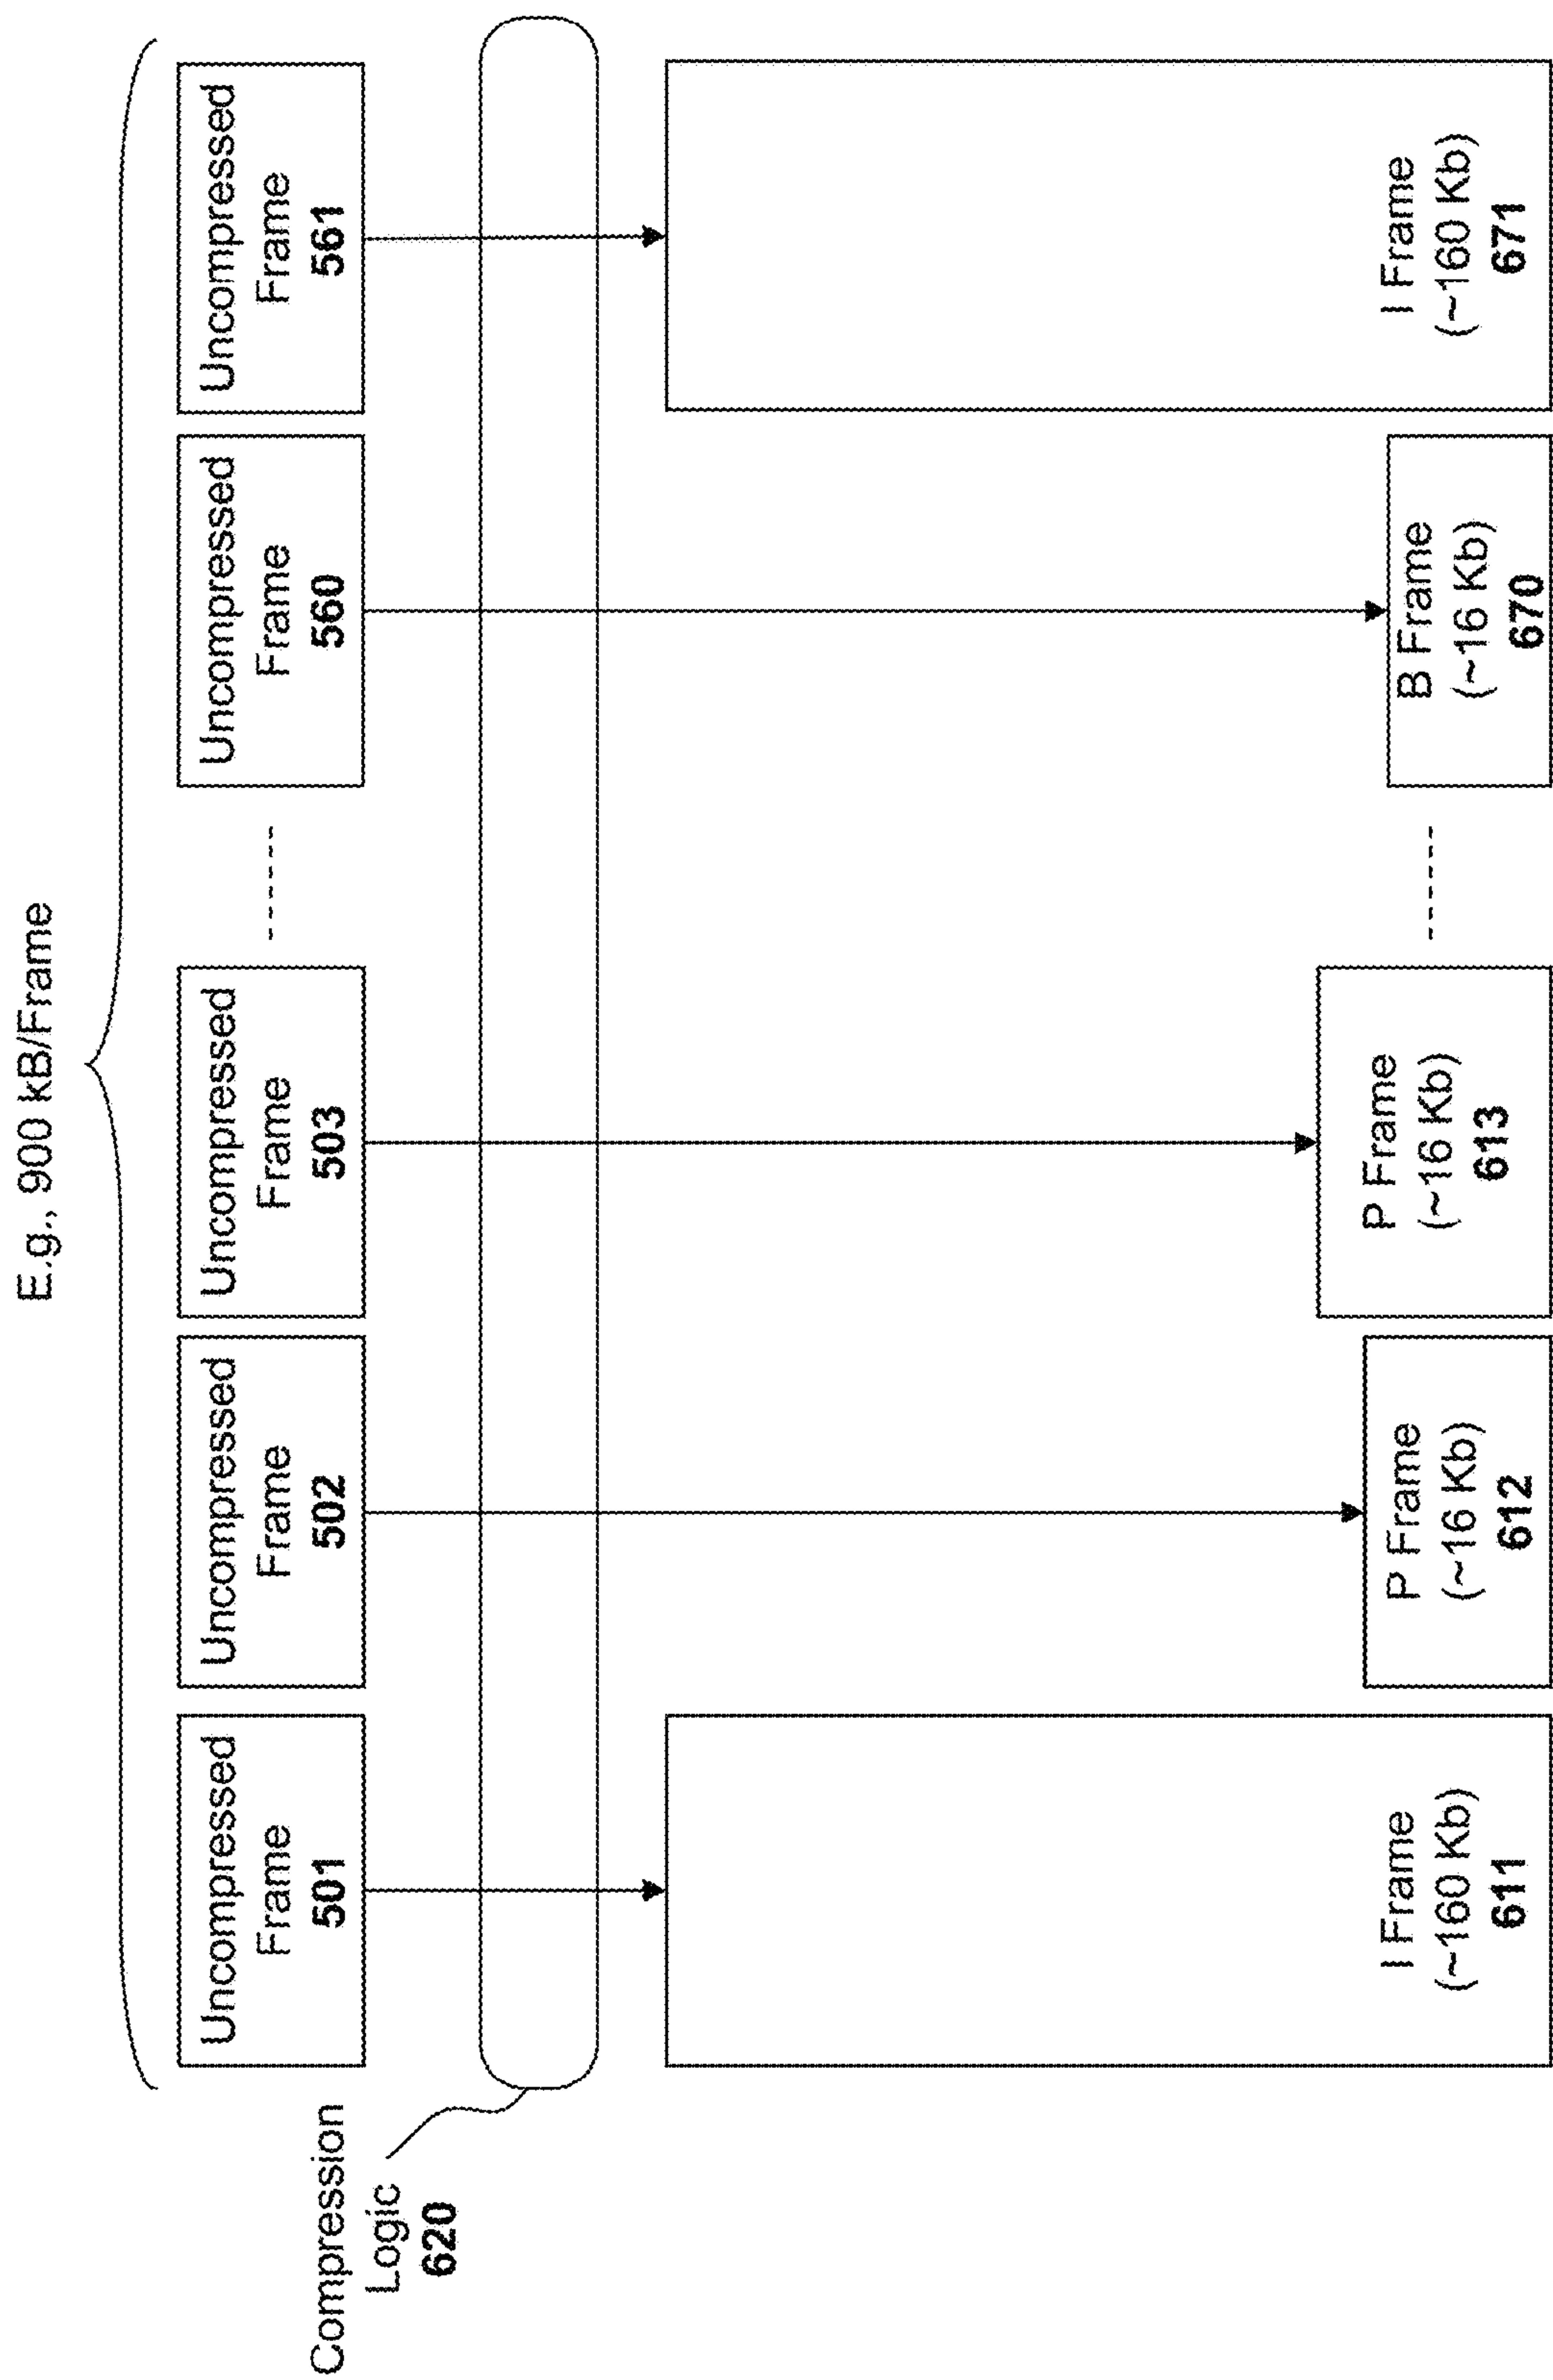 E.g., 900 kB/Frame
Uncompressed
Frame
501
Uncompressed
Frame
502
Uncompressed
Frame
503
Uncompressed
Frame
560
Uncompressed
Frame
561
Compression
Logic
620
I Frame
(~160 Kb)
611
P Frame
(~16 Kb)
612
P Frame
(~16 Kb)
613
B Frame
(~16 Kb)
670
I Frame
(~160 Kb)
671